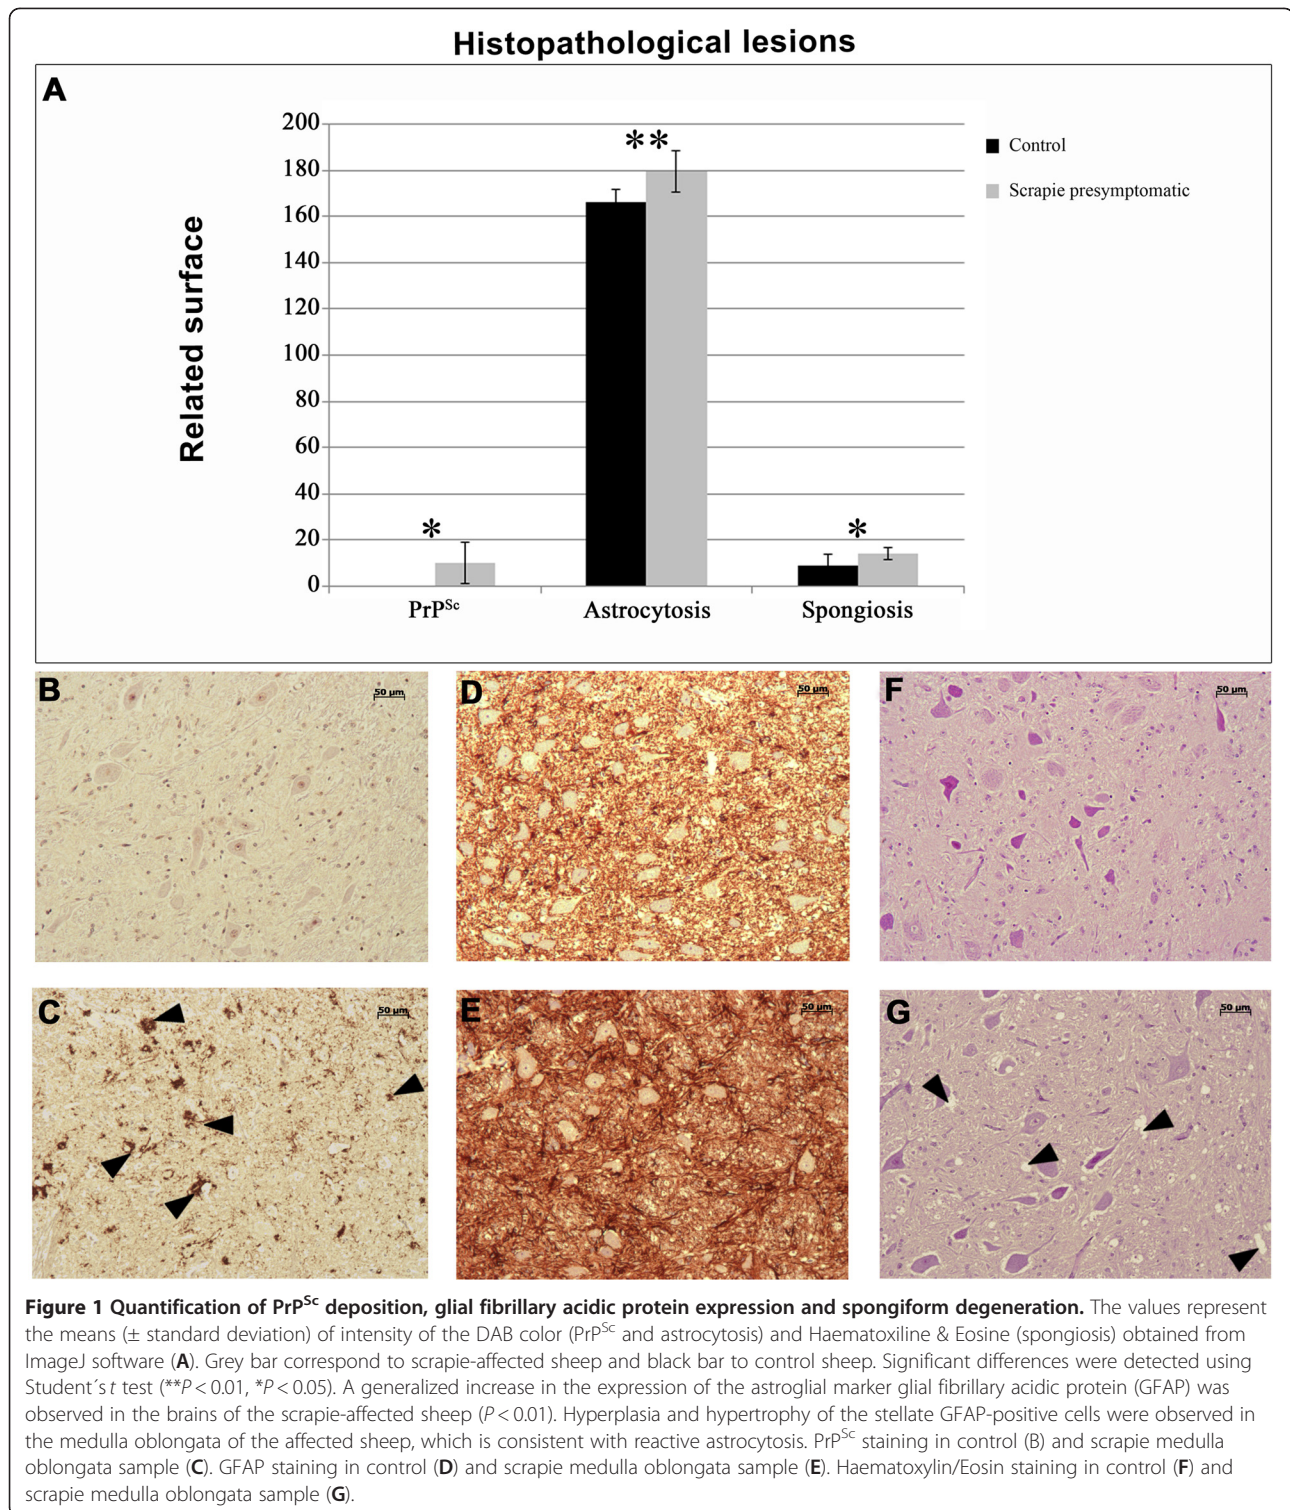 Histopathological lesions
A
200
180
160
140
120
100
80
60
40
20
0
Related surface
**
*
*
PrPSc
Astrocytosis
Spongiosis
Control
Scrapie presymptomatic
B
50 µm
D
50 µm
F
50 µm
C
50 µm
E
50 µm
G
50 µm
Figure 1 Quantification of PrPSc deposition, glial fibrillary acidic protein expression and spongiform degeneration. The values represent
the means (± standard deviation) of intensity of the DAB color (PrPSc and astrocytosis) and Haematoxiline & Eosine (spongiosis) obtained from
ImageJ software (A). Grey bar correspond to scrapie-affected sheep and black bar to control sheep. Significant differences were detected using
Student´s t test (**P < 0.01, *P < 0.05). A generalized increase in the expression of the astroglial marker glial fibrillary acidic protein (GFAP) was
observed in the brains of the scrapie-affected sheep (P < 0.01). Hyperplasia and hypertrophy of the stellate GFAP-positive cells were observed in
the medulla oblongata of the affected sheep, which is consistent with reactive astrocytosis. PrPSc staining in control (B) and scrapie medulla
oblongata sample (C). GFAP staining in control (D) and scrapie medulla oblongata sample (E). Haematoxylin/Eosin staining in control (F) and
scrapie medulla oblongata sample (G).